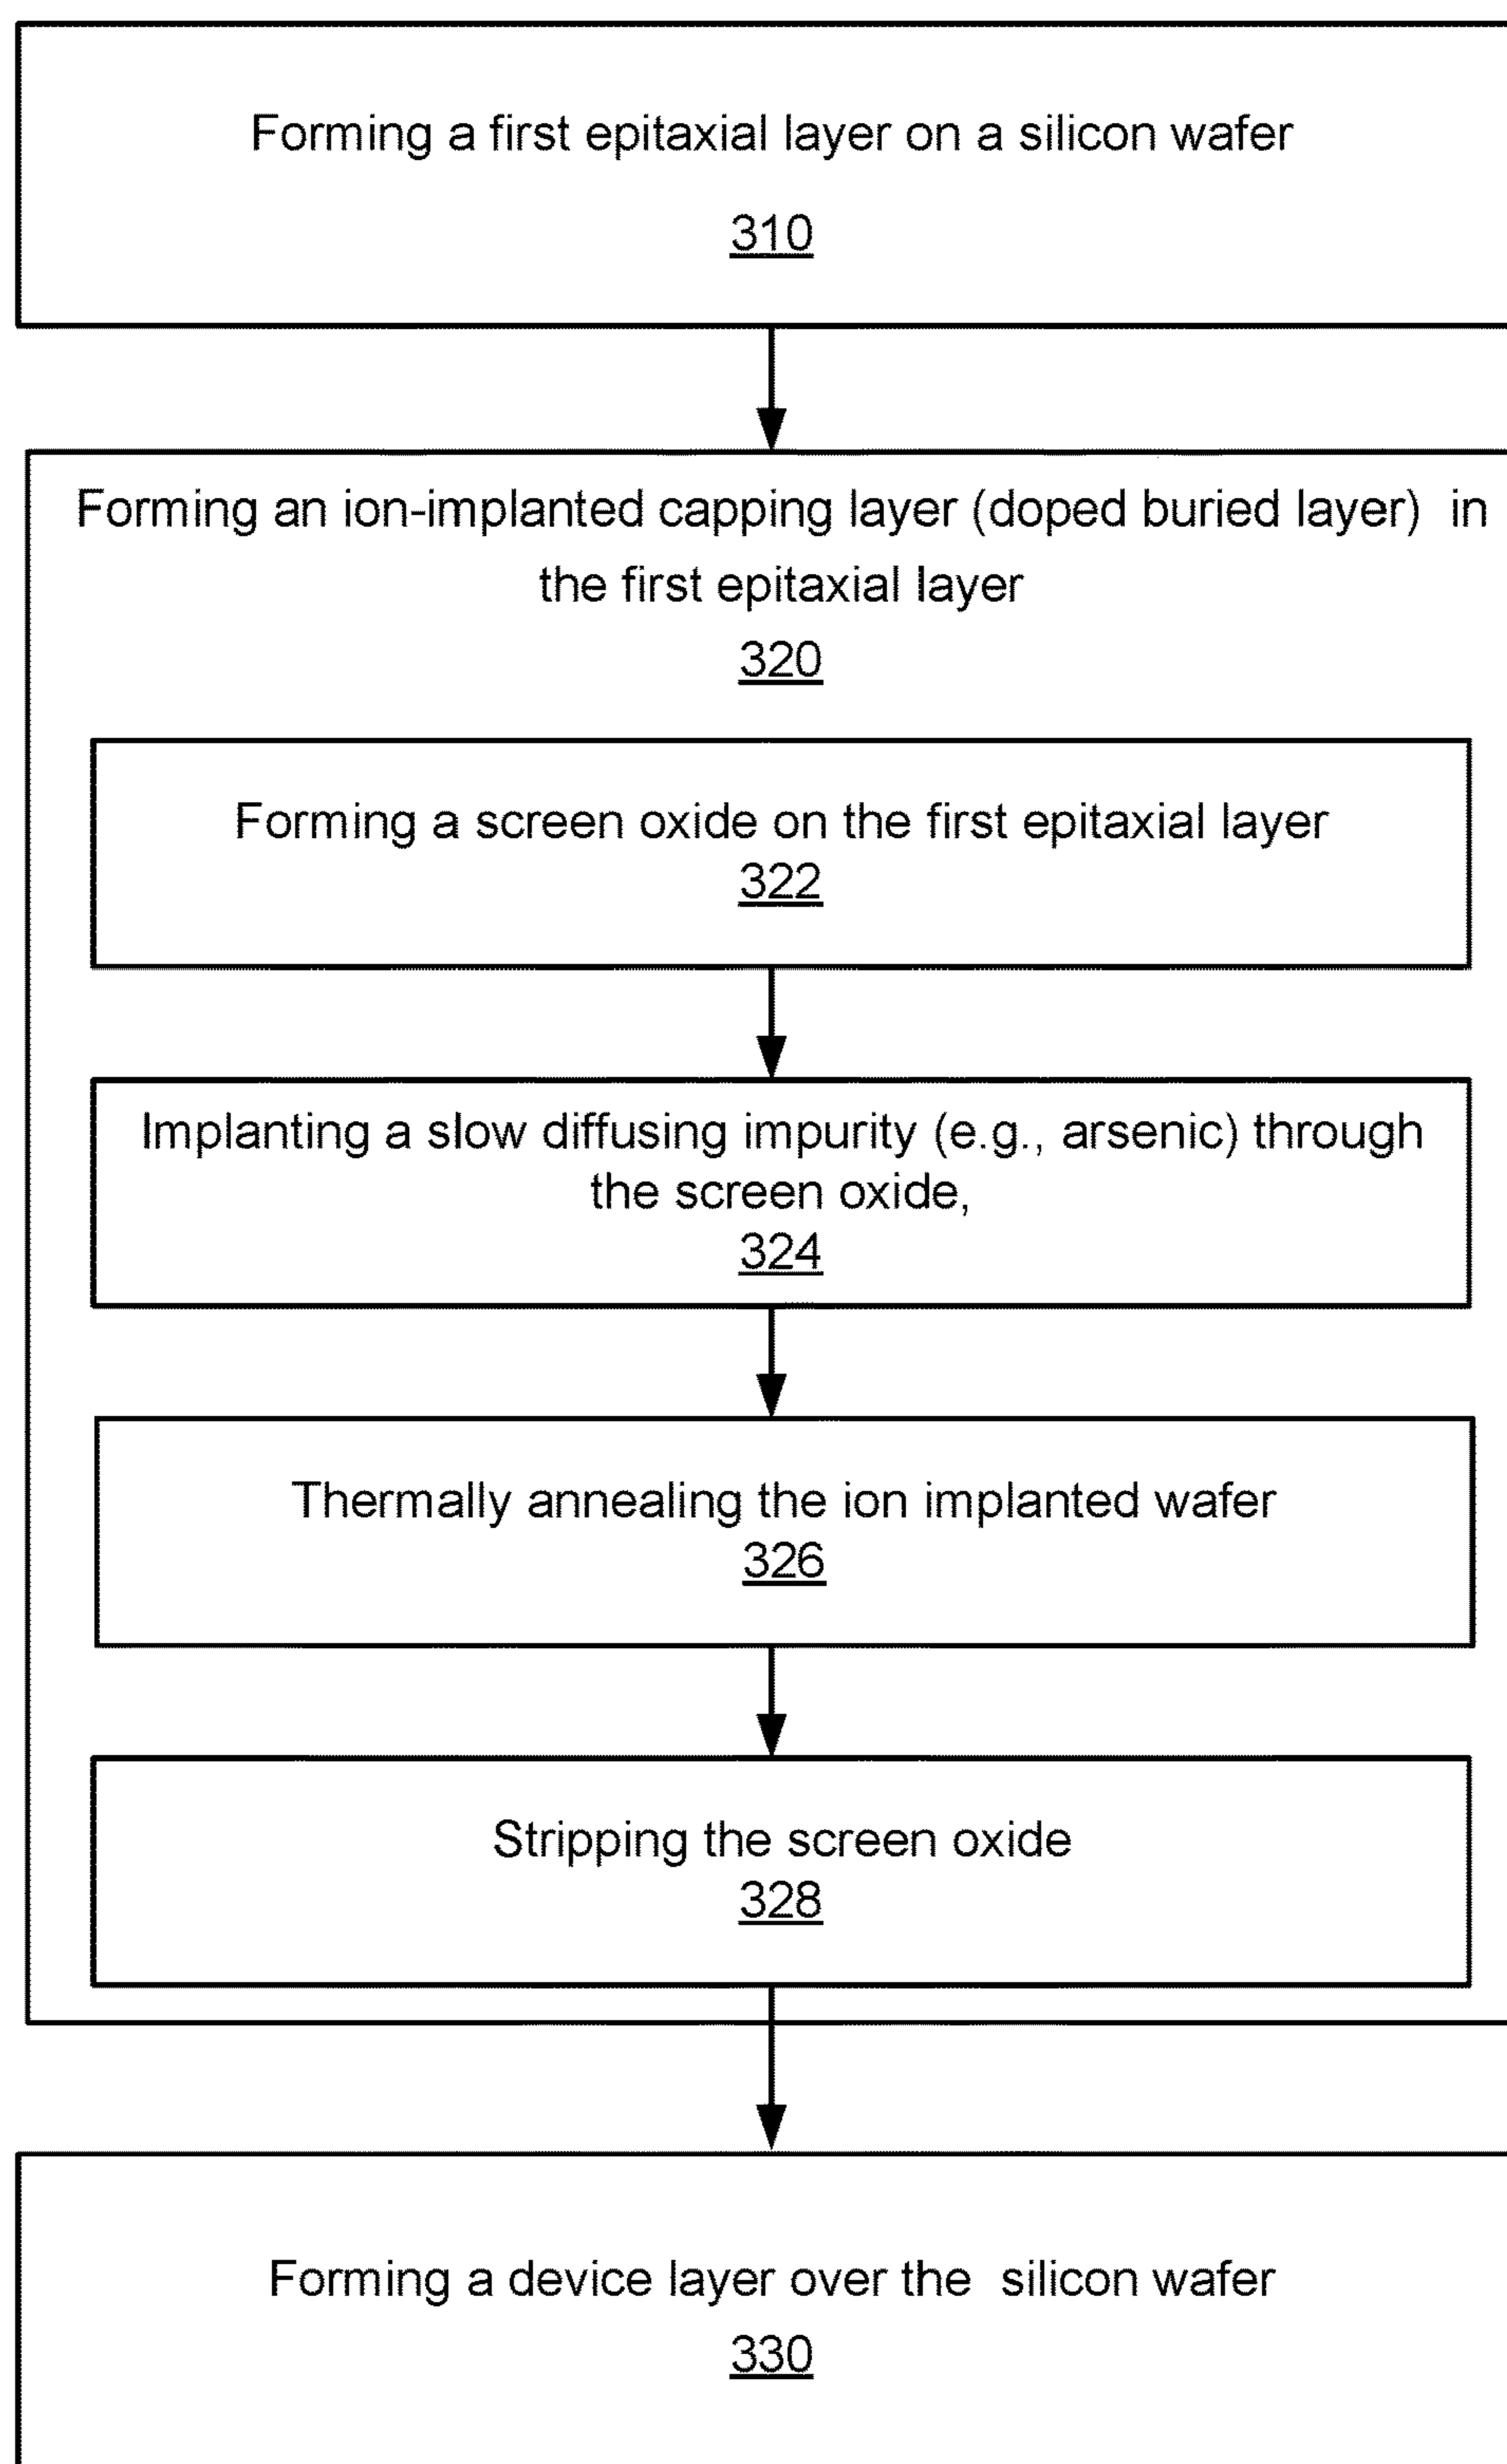 Forming a first epitaxial layer on a silicon wafer
310
Forming an ion-implanted capping layer (doped buried layer) in
the first epitaxial layer
320
Forming a screen oxide on the first epitaxial layer
322
Implanting a slow diffusing impurity (e.g., arsenic) through
the screen oxide,
324
Thermally annealing the ion implanted wafer
326
Stripping the screen oxide
328
Forming a device layer over the silicon wafer
330